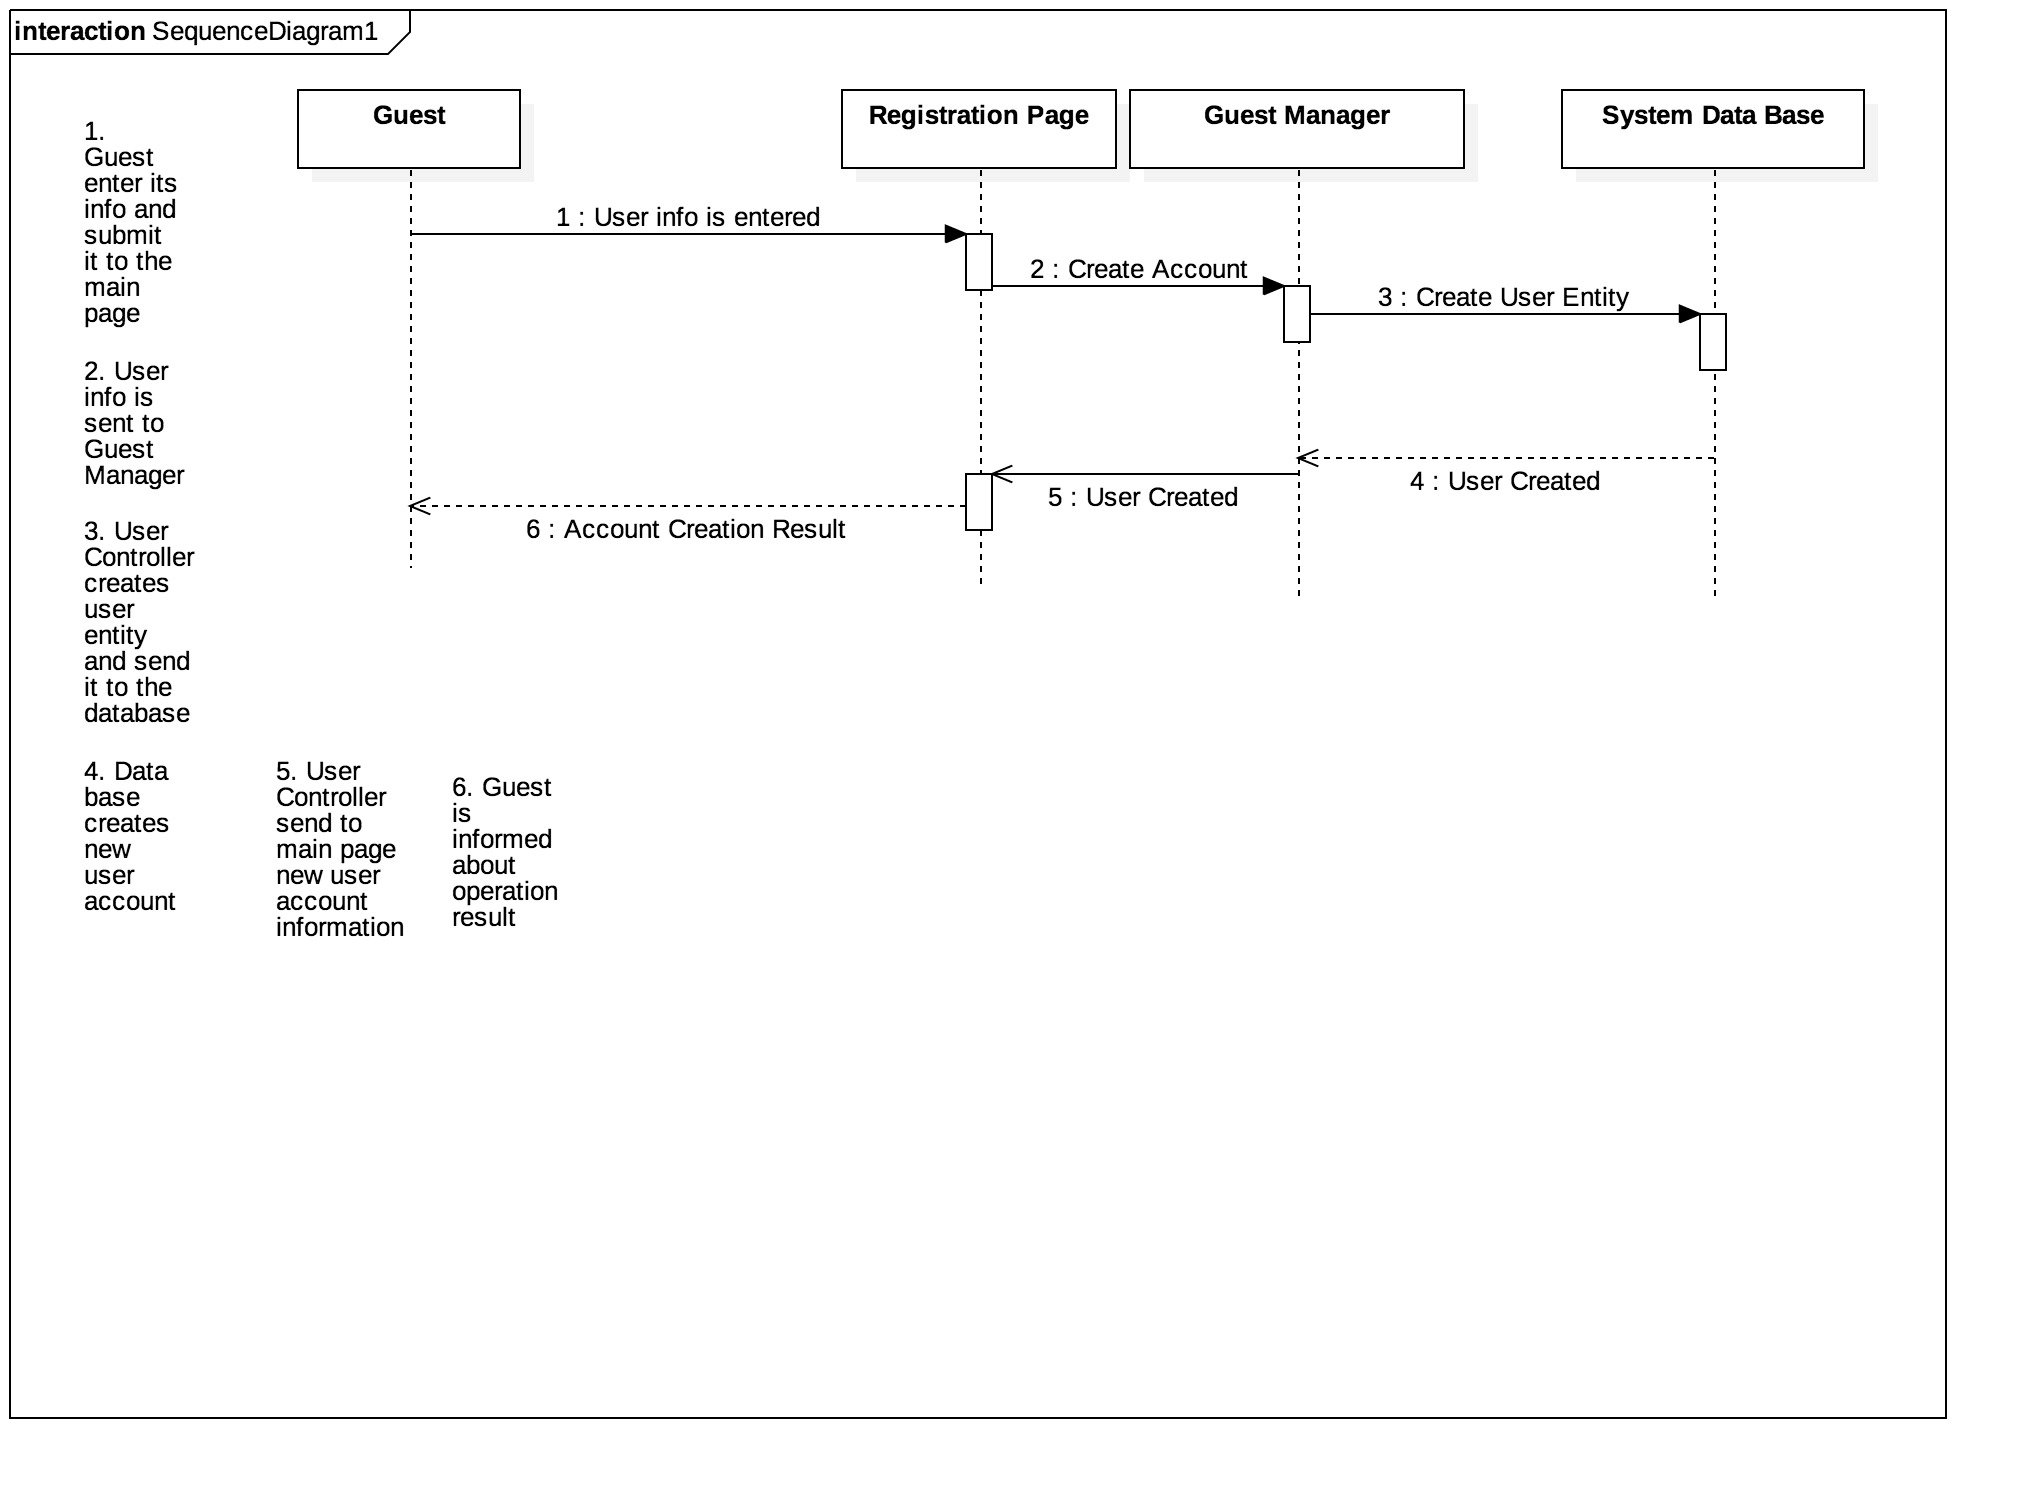 interaction SequenceDiagram1
Guest
Registration Page
Guest Manager
System Data Base
1.
Guest
enter its
info and
submit
it to the
main
page
1 : User info is entered
2 : Create Account
3 : Create User Entity
2. User
info is
sent to
Guest
Manager
4 : User Created
5 : User Created
6 : Account Creation Result
3. User
Controller
creates
user
entity
and send
it to the
database
4. Data
base
creates
new
user
account
5. User
Controller
send to
main page
new user
account
information
6. Guest
is
informed
about
operation
result